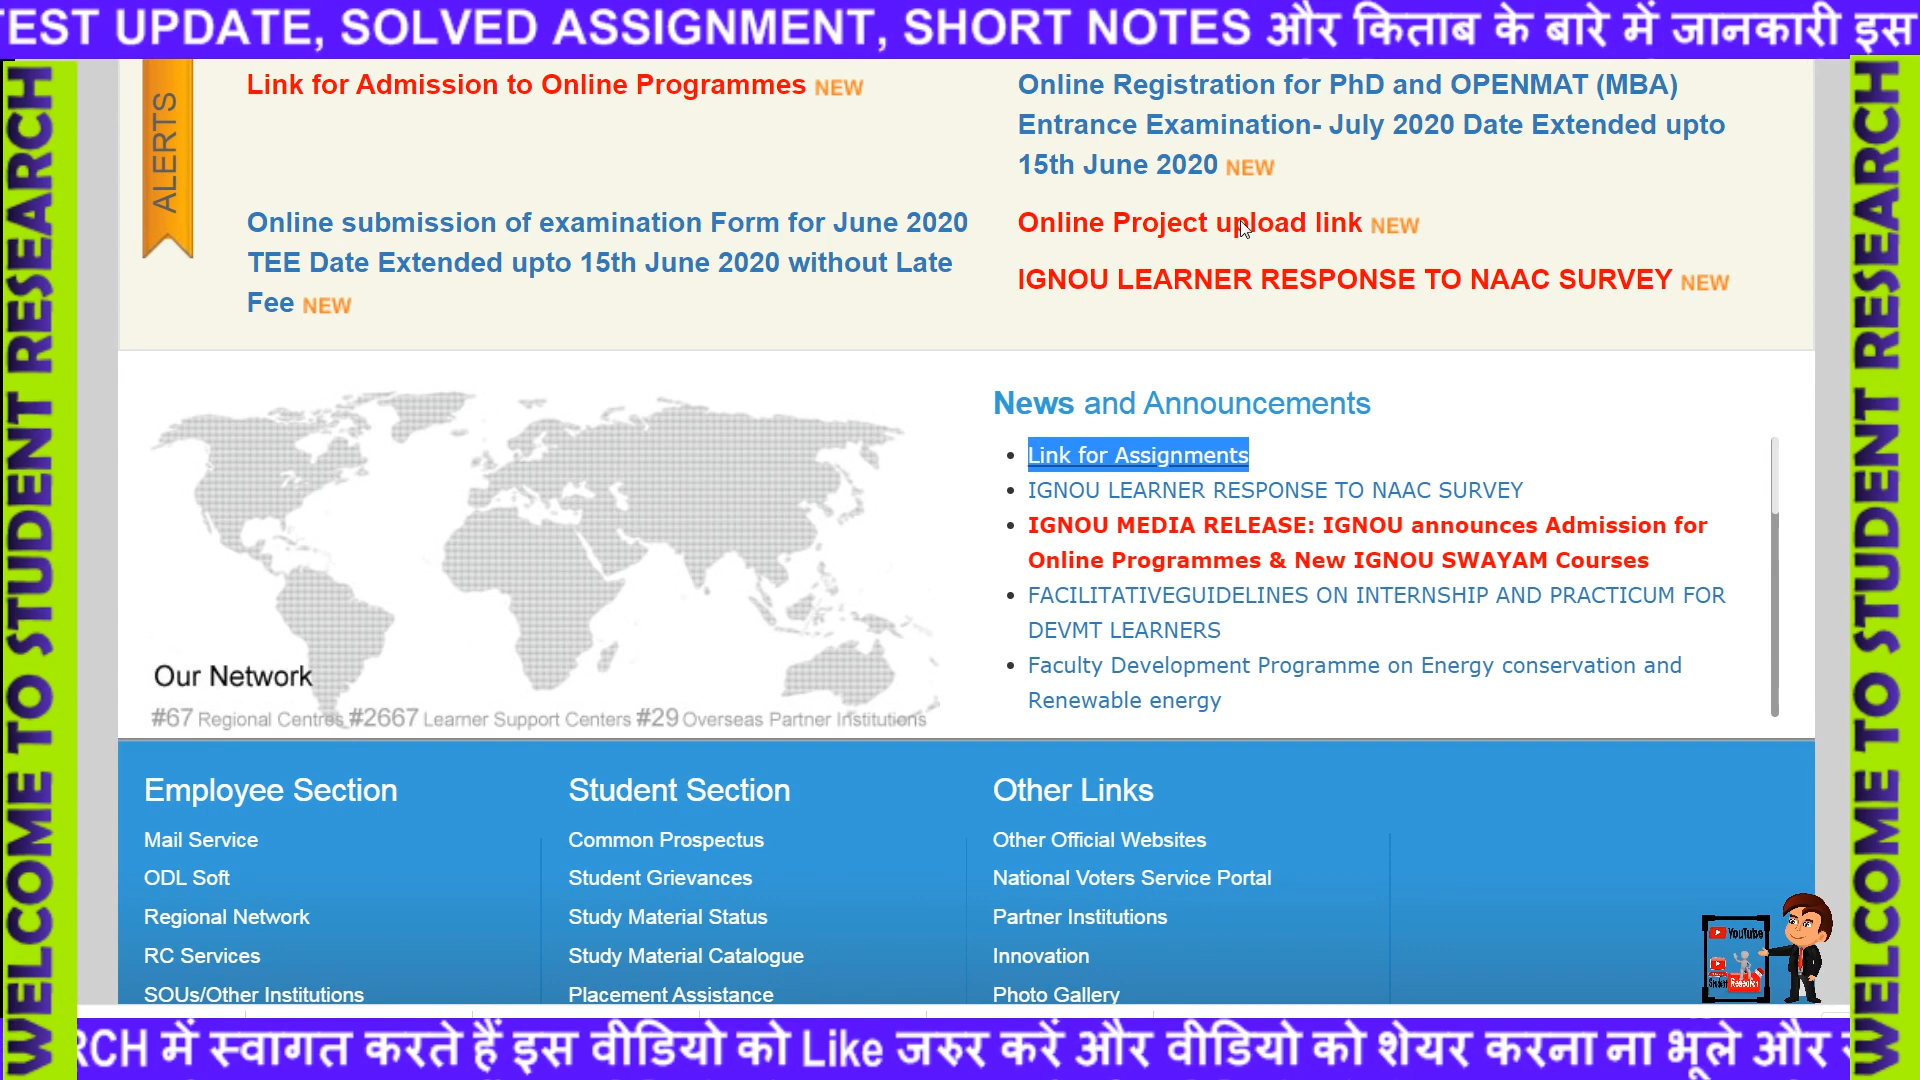 TEST UPDATE, SOLVED ASSIGNMENT, SHORT NOTES और किताब के बारे में जानकारी इस
WELCOME TO STUDENT RESEARCH
ALERTS
Link for Admission to Online Programmes NEW
Online submission of examination Form for June 2020
TEE Date Extended upto 15th June 2020 without Late
Fee NEW
Online Registration for PhD and OPENMAT (MBA)
Entrance Examination- July 2020 Date Extended upto
15th June 2020 NEW
Online Project upload link NEW
IGNOU LEARNER RESPONSE TO NAAC SURVEY NEW
Our Network
#67 Regional Centres #2667 Learner Support Centers #29 Overseas Partner Institutions
News and Announcements
Link for Assignments
IGNOU LEARNER RESPONSE TO NAAC SURVEY
IGNOU MEDIA RELEASE: IGNOU announces Admission for
Online Programmes & New IGNOU SWAYAM Courses
FACILITATIVEGUIDELINES ON INTERNSHIP AND PRACTICUM FOR
DEVMT LEARNERS
Faculty Development Programme on Energy conservation and
Renewable energy
Employee Section
Mail Service
ODL Soft
Regional Network
RC Services
SOUs/Other Institutions
Student Section
Common Prospectus
Student Grievances
Study Material Status
Study Material Catalogue
Placement Assistance
Other Links
Other Official Websites
National Voters Service Portal
Partner Institutions
Innovation
Photo Gallery
YouTube
Student Research
WELCOME TO STUDENT RESEARCH
RCH में स्वागत करते हैं इस वीडियो को Like जरुर करें और वीडियो को शेयर करना ना भूले और